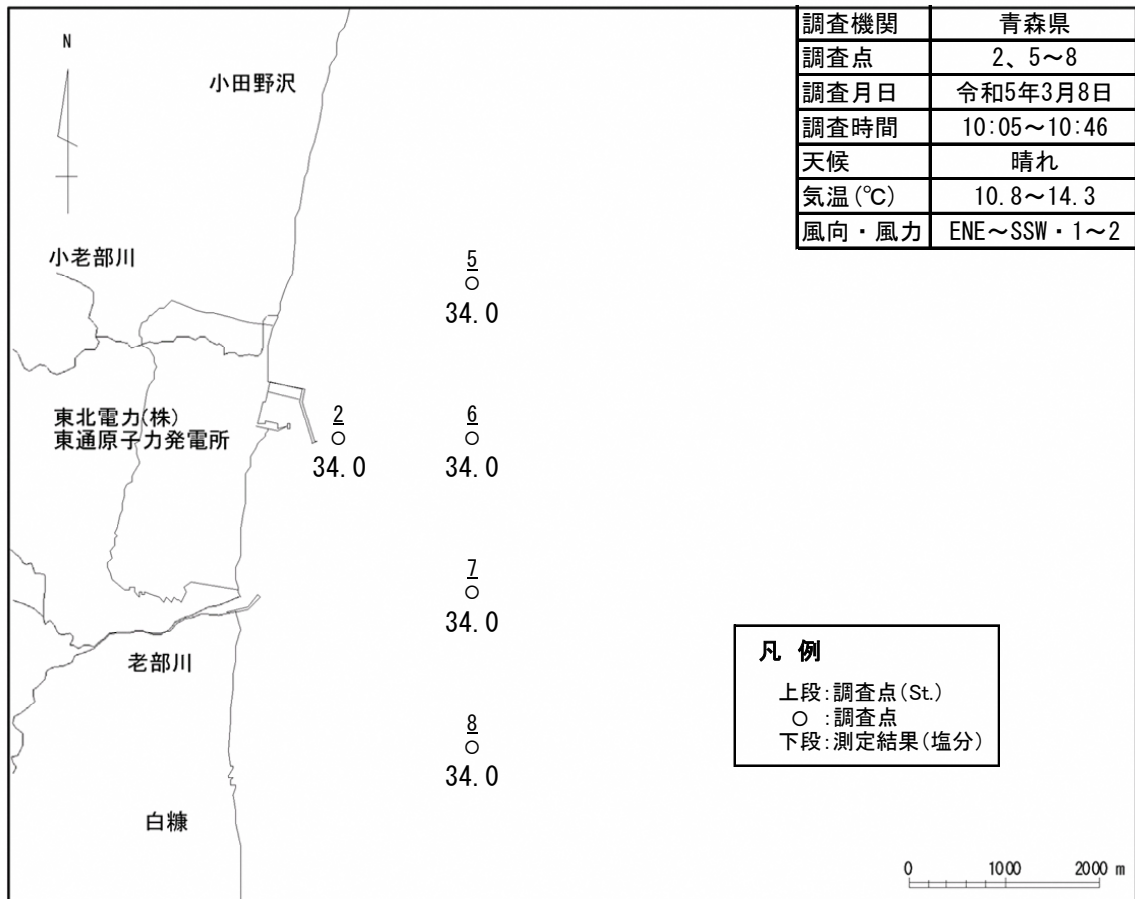 調査機関 青森県
調査点 2、5～8
調査月日 令和5年3月8日
調査時間 10:05～10:46
天候 晴れ
気温(℃) 10.8～14.3
風向・風力 ENE～SSW・1～2
N
小田野沢
小老部川
5
34.0
東北電力(株)
東通原子力発電所
2
34.0
6
34.0
7
34.0
老部川
8
34.0
白糠
凡 例
上段:調査点(St.)
○ :調査点
下段:測定結果(塩分)
0 1000 2000 m